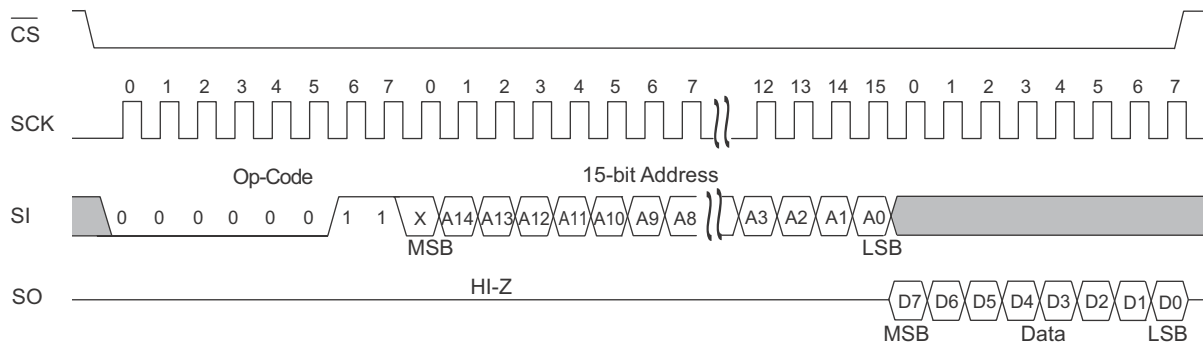 CS
0 1 2 3 4 5 6 7 0 1 2 3 4 5 6 7 12 13 14 15 0 1 2 3 4 5 6 7
SCK
Op-Code 15-bit Address
SI 0 0 0 0 0 0 1 1 X A14 A13 A12 A11 A10 A9 A8 A3 A2 A1 A0
MSB LSB
HI-Z
SO D7 D6 D5 D4 D3 D2 D1 D0
MSB Data LSB